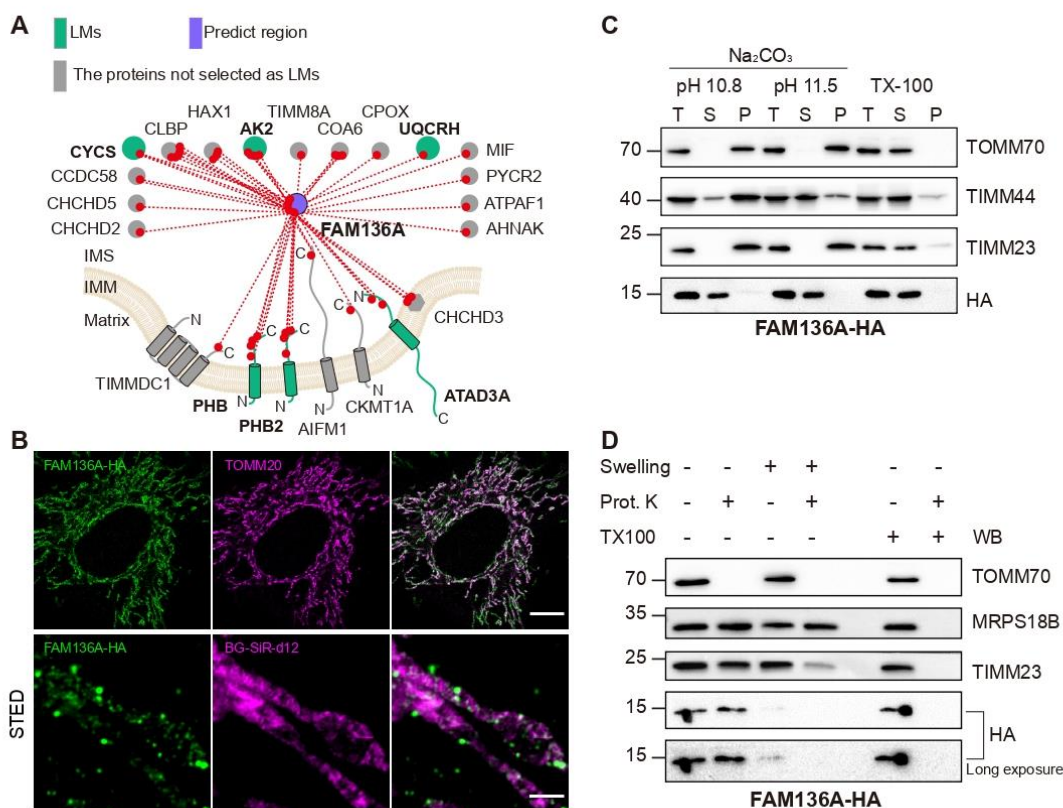 A
LMs
Predict region
The proteins not selected as LMs
HAX1
TIMM8A
CPOX
CLBP
AK2
COA6
UQCRH
CYCS
MIF
CCDC58
PYCR2
CHCHD5
ATPAF1
CHCHD2
FAM136A
AHNAK
IMS
IMM
Matrix
C
N
C
C
C
C
N
CHCHD3
TIMMDC1
PHB
N
PHB2
N
AIFM1
N
CKMT1A
N
ATAD3A
C
B
FAM136A-HA
TOMM20
STED
FAM136A-HA
BG-SiR-d12
C
Na₂CO₃
pH 10.8 pH 11.5 TX-100
T S P T S P T S P
70 TOMM70
40 TIMM44
25
TIMM23
15 HA
FAM136A-HA
D
Swelling - - + + - -
Prot. K - + - + - +
TX100 - - - - + + WB
70 TOMM70
35
MRPS18B
25
TIMM23
15
HA
15
Long exposure
FAM136A-HA